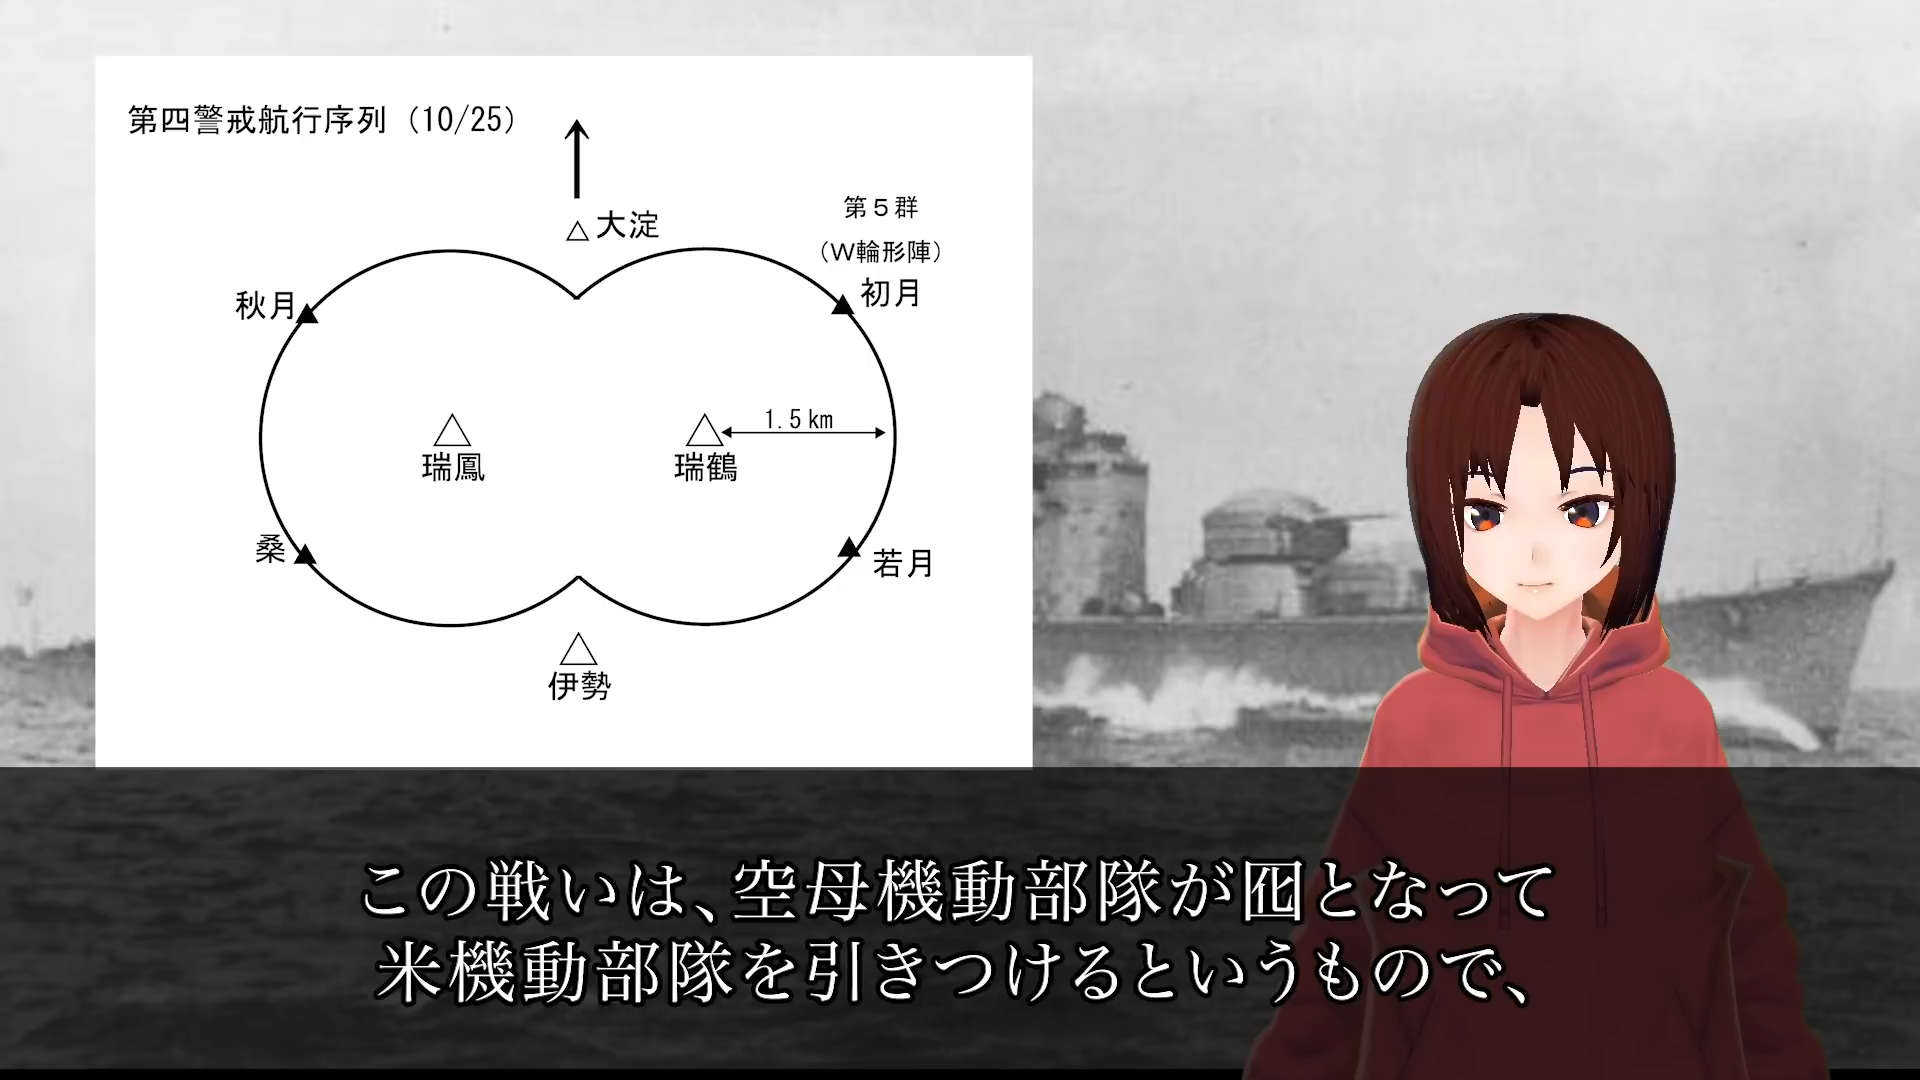 第四警戒航行序列（10/25）
大淀
第５群
（W輪形陣）
秋月
初月
1.5km
瑞鳳
瑞鶴
桑
若月
伊勢
この戦いは、空母機動部隊が囮となって
米機動部隊を引きつけるというもので、